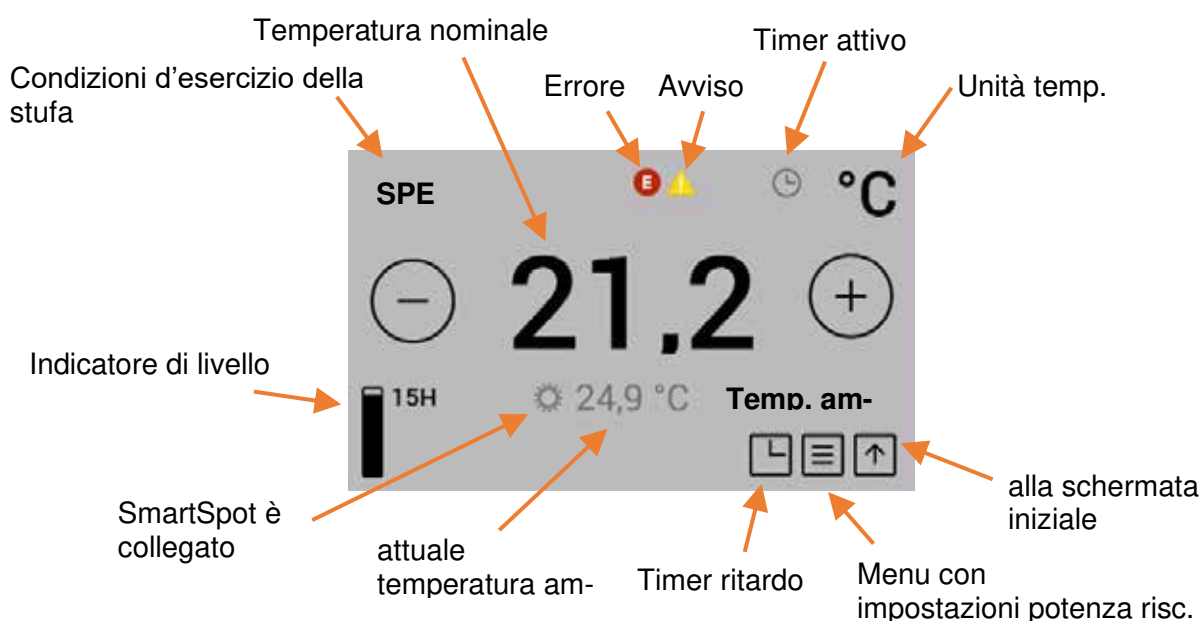 Temperatura nominale
Timer attivo
Condizioni d'esercizio della
stufa
Errore
Avviso
Unità temp.
SPE
E
°C
21,2
Indicatore di livello
15H
24,9 °C
Temp. am-
SmartSpot è
collegato
attuale
temperatura am-
Timer ritardo
Menu con
impostazioni potenza risc.
alla schermata
iniziale